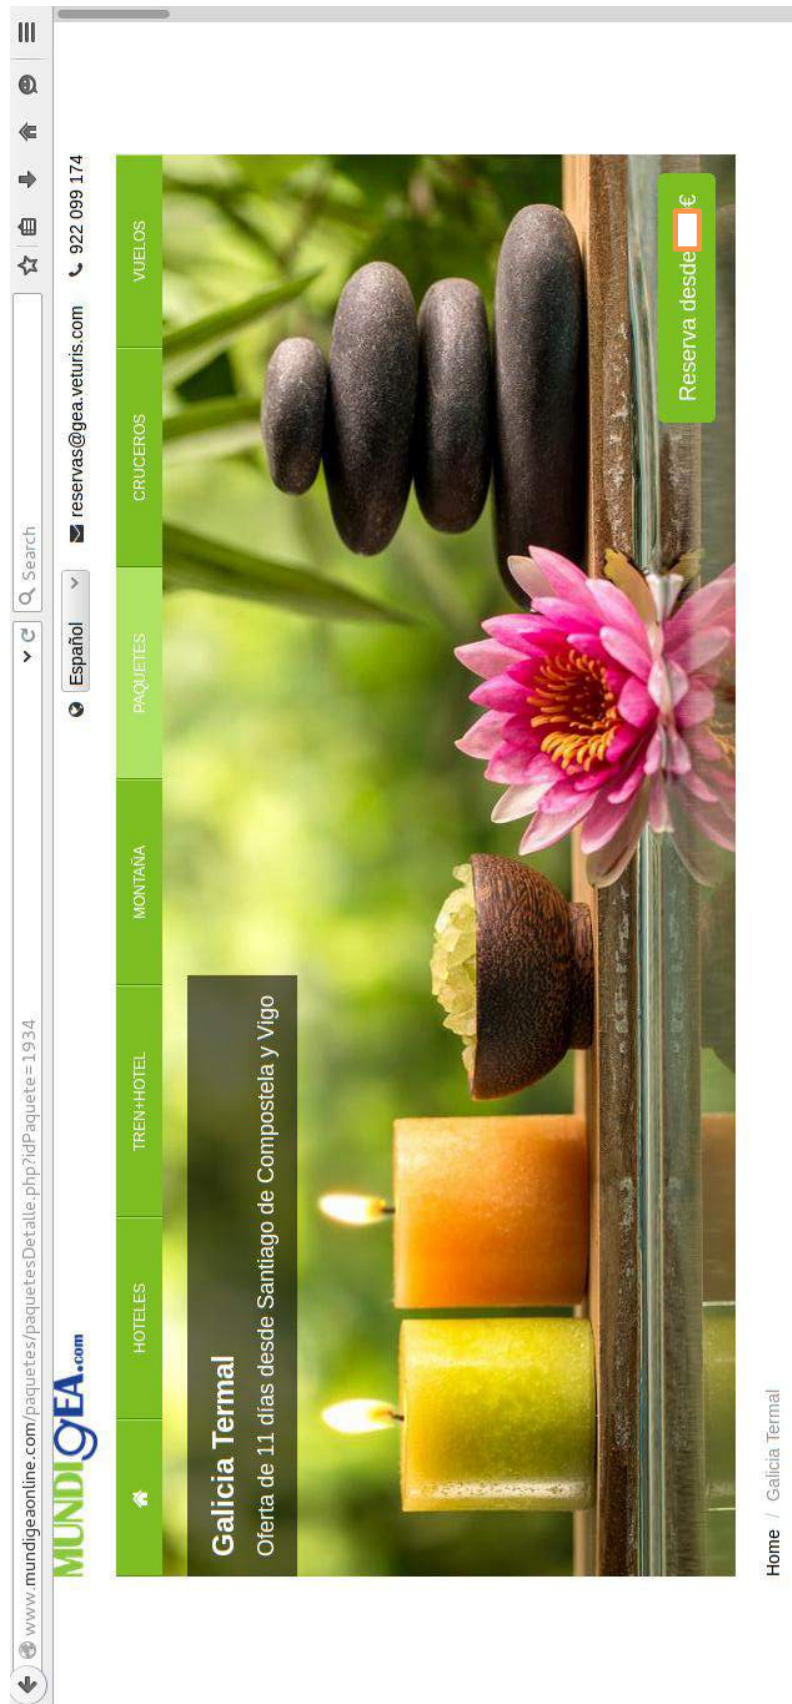 www.mundigeaonline.com/paquetes/paquetesDetalle.php?idPaquete=1934
Search
MUNDIGEA.com
Español
reservas@gea.veturis.com
922 099 174
HOTELES
TREN+HOTEL
MONTAÑA
PAQUETES
CRUCEROS
VUELOS
Galicia Termal
Oferta de 11 días desde Santiago de Compostela y Vigo
Reserva desde €
Home / Galicia Termal